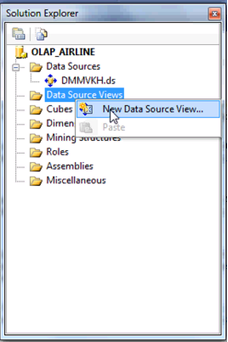 Solution Explorer
OLAP_AIRLINE
Data Sources
DMMVKH.ds
Data Source Views
Cubes
New Data Source View...
Dimen
Paste
Mining Structures
Roles
Assemblies
Miscellaneous